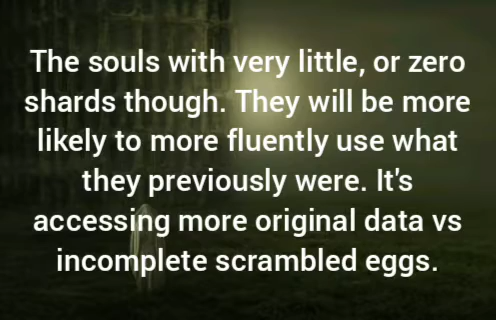 The souls with very little, or zero
shards though. They will be more
likely to more fluently use what
they previously were. It's
accessing more original data vs
incomplete scrambled eggs.